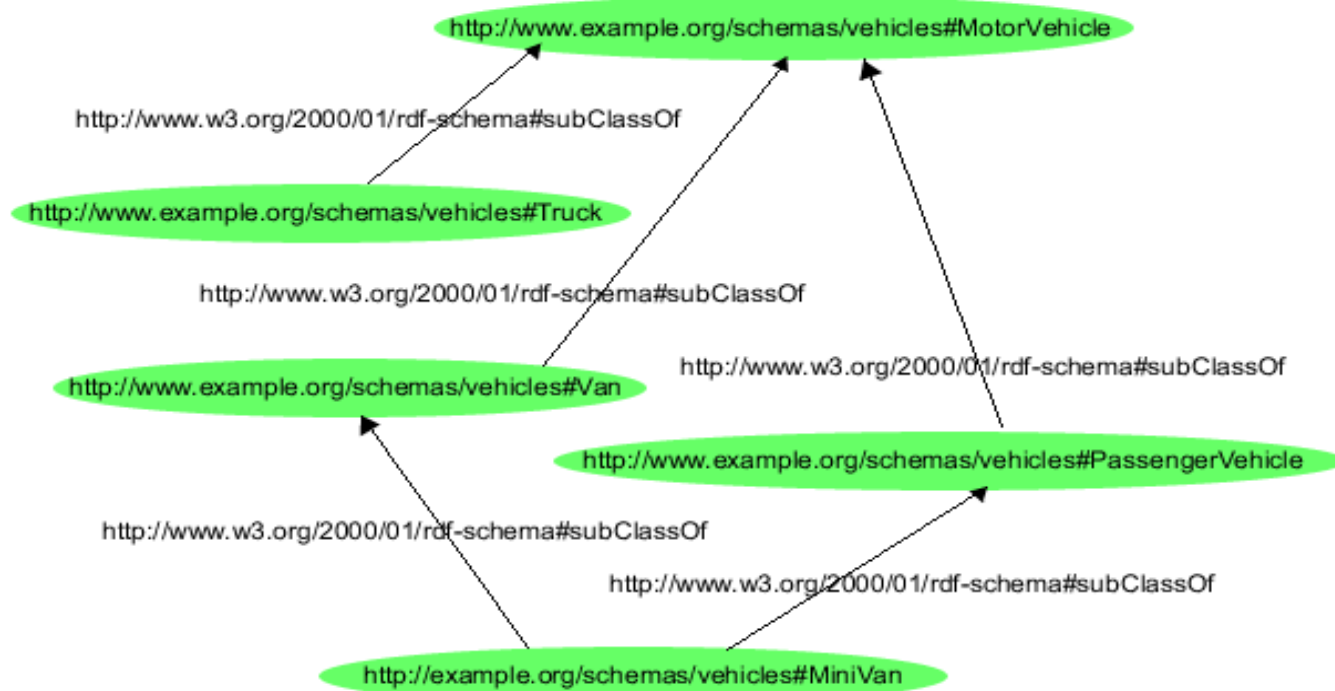 http://www.example.org/schemas/vehicles#MotorVehicle
http://www.w3.org/2000/01/rdf-schema#subClassOf
http://www.example.org/schemas/vehicles#Truck
http://www.w3.org/2000/01/rdf-schema#subClassOf
http://www.w3.org/2000/01/rdf-schema#subClassOf
http://www.example.org/schemas/vehicles#Van
http://www.example.org/schemas/vehicles#PassengerVehicle
http://www.w3.org/2000/01/rdf-schema#subClassOf
http://www.w3.org/2000/01/rdf-schema#subClassOf
http://example.org/schemas/vehicles#MiniVan